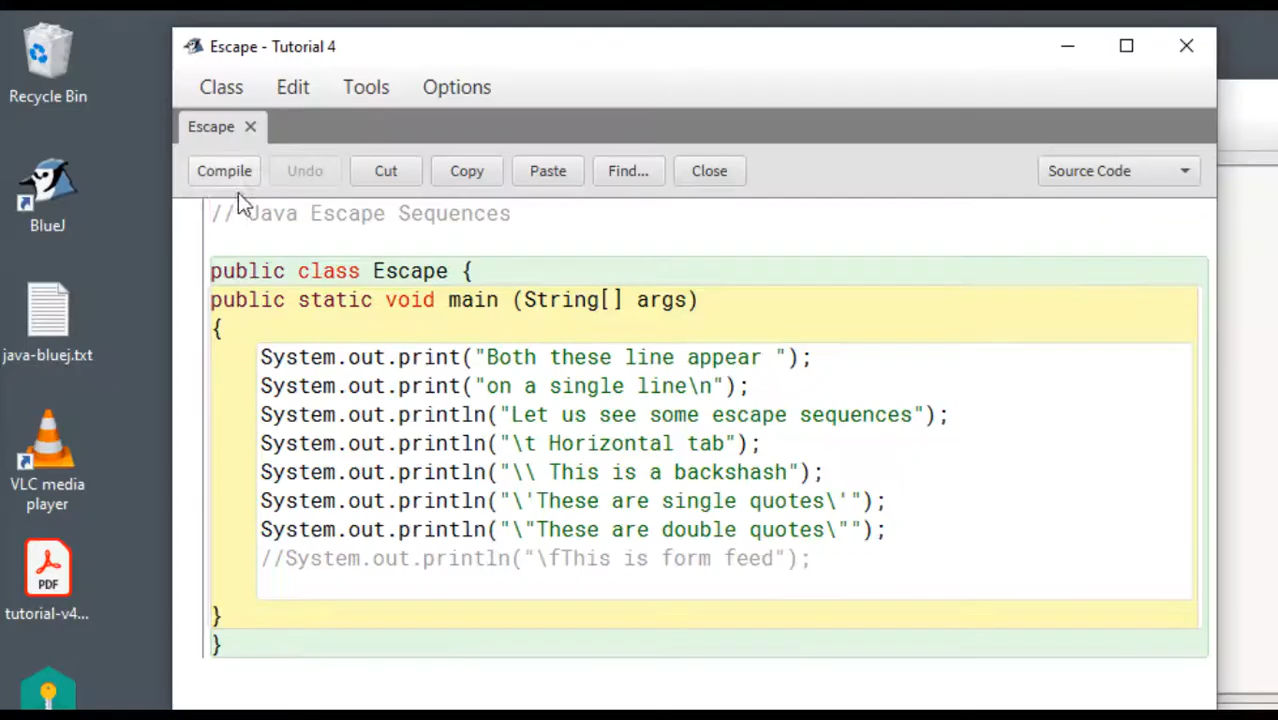 Recycle Bin
BlueJ
java-bluej.txt
VLC media
player
PDF
tutorial-v4...
Escape - Tutorial 4
Class Edit Tools Options
Escape ✕
Compile Undo Cut Copy Paste Find... Close Source Code
// Java Escape Sequences
public class Escape {
public static void main (String[] args)
{
System.out.print("Both these line appear ");
System.out.print("on a single line\n");
System.out.println("Let us see some escape sequences");
System.out.println("\t Horizontal tab");
System.out.println("\\ This is a backshash");
System.out.println("\'These are single quotes\'");
System.out.println("\"These are double quotes\"");
//System.out.println("\fThis is form feed");
}
}